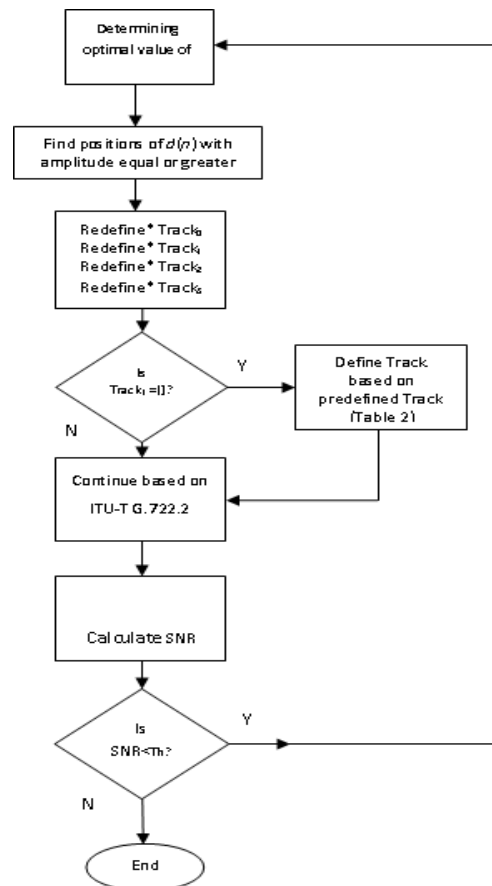 Determining
optimal value of
Find positions of d(n) with
amplitude equal or greater
Redefine* Track₀
Redefine* Track₁
Redefine* Track₂
Redefine* Track₃
Is
Track₁ =[]?
Y
Define Track
based on
predefined Track
(Table 2)
N
Continue based on
ITU-T G.722.2
Calculate SNR
Is
SNR<Th?
Y
N
End